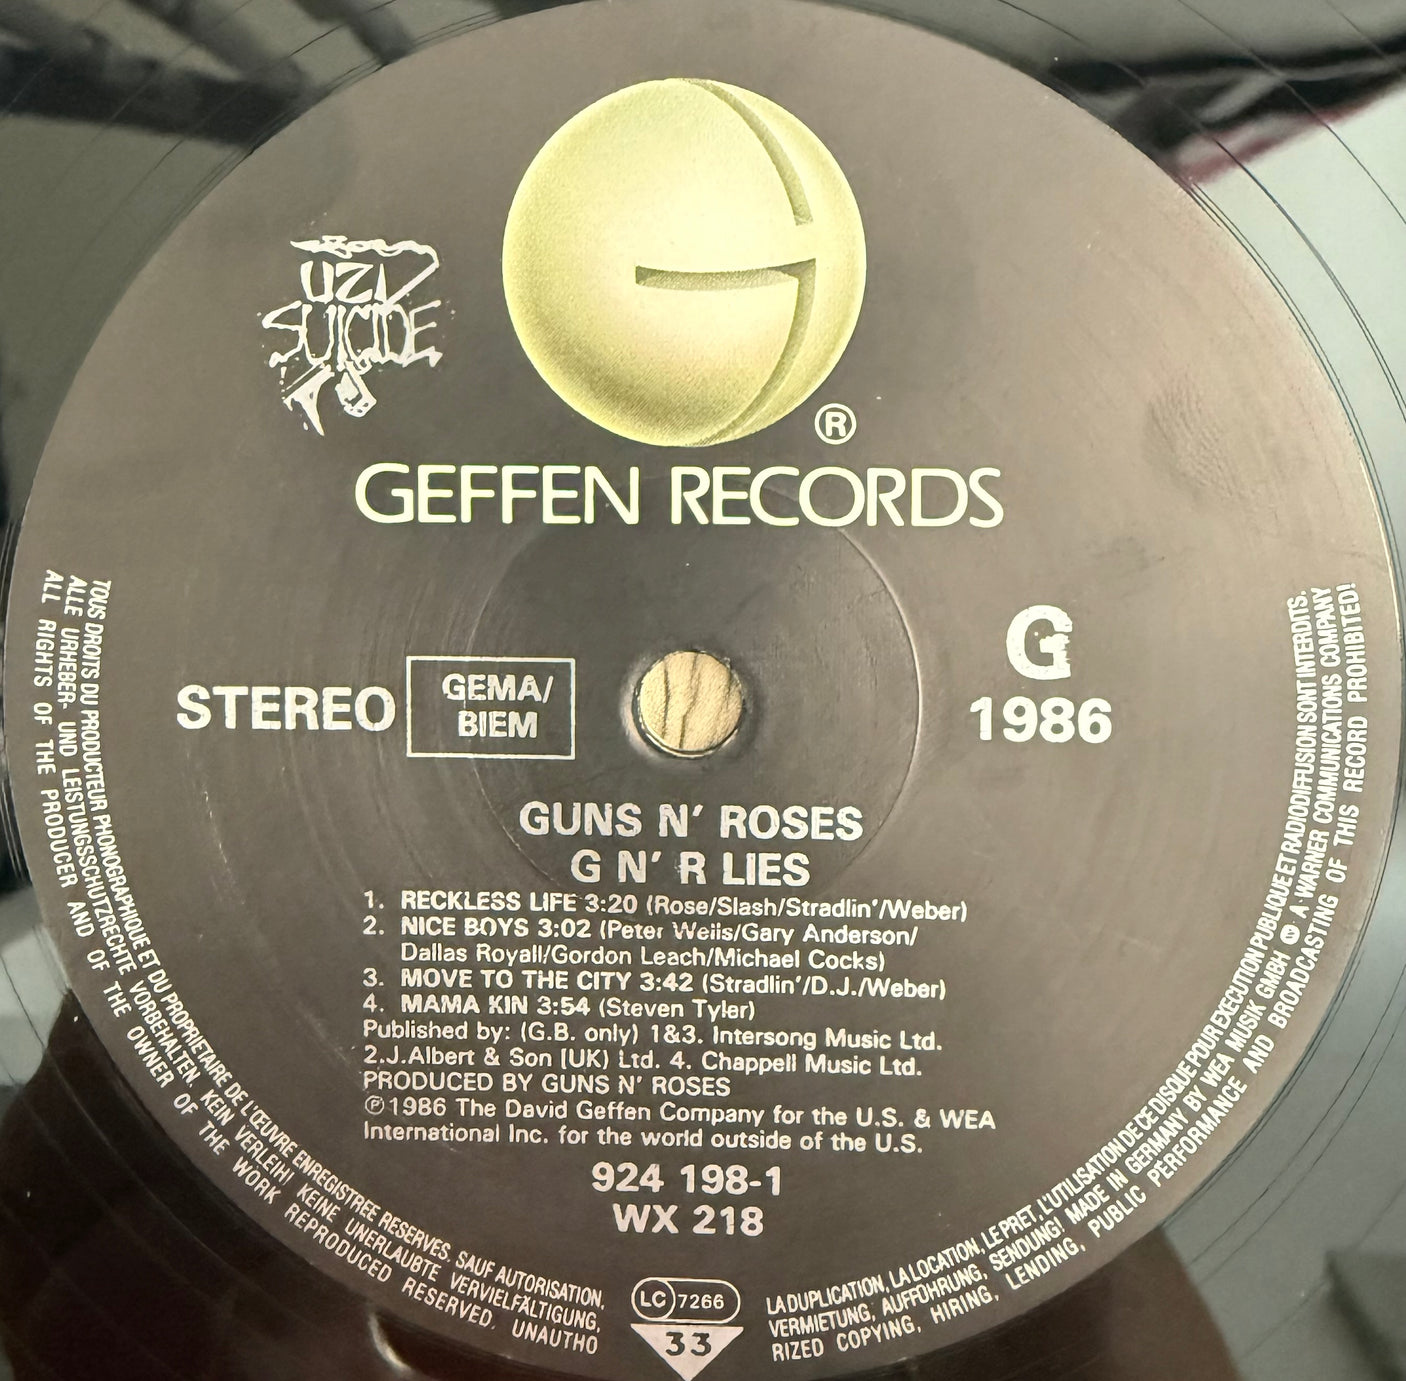 UZI
SUICIDE
®
GEFFEN RECORDS
STEREO
GEMA/
BIEM
G
1986
GUNS N' ROSES
G N' R LIES
1. RECKLESS LIFE 3:20 (Rose/Slash/Stradlin'/Weber)
2. NICE BOYS 3:02 (Peter Wells/Gary Anderson/
Dallas Royall/Gordon Leach/Michael Cocks)
3. MOVE TO THE CITY 3:42 (Stradlin'/D.J./Weber)
4. MAMA KIN 3:54 (Steven Tyler)
Published by: (G.B. only) 1&3. Intersong Music Ltd.
2.J.Albert & Son (UK) Ltd. 4. Chappell Music Ltd.
PRODUCED BY GUNS N' ROSES
℗1986 The David Geffen Company for the U.S. & WEA
International Inc. for the world outside of the U.S.
924 198-1
WX 218
LC 7266
33
TOUS DROITS DU PRODUCTEUR PHONOGRAPHIQUE ET DU PROPRIETAIRE DE L'ŒUVRE ENREGISTREE RESERVES. SAUF AUTORISATION, LA DUPLICATION, LA LOCATION, LE PRET, L'UTILISATION DE CE DISQUE POUR EXECUTION PUBLIQUE ET RADIODIFFUSION SONT INTERDITS.
ALLE URHEBER- UND LEISTUNGSSCHUTZRECHTE VORBEHALTEN. KEIN VERLEIH! KEINE UNERLAUBTE VERVIELFÄLTIGUNG, VERMIETUNG, AUFFÜHRUNG, SENDUNG! MADE IN GERMANY BY WEA MUSIK GMBH A WARNER COMMUNICATIONS COMPANY
ALL RIGHTS OF THE PRODUCER AND OF THE OWNER OF THE WORK REPRODUCED RESERVED. UNAUTHORIZED COPYING, HIRING, LENDING, PUBLIC PERFORMANCE AND BROADCASTING OF THIS RECORD PROHIBITED!